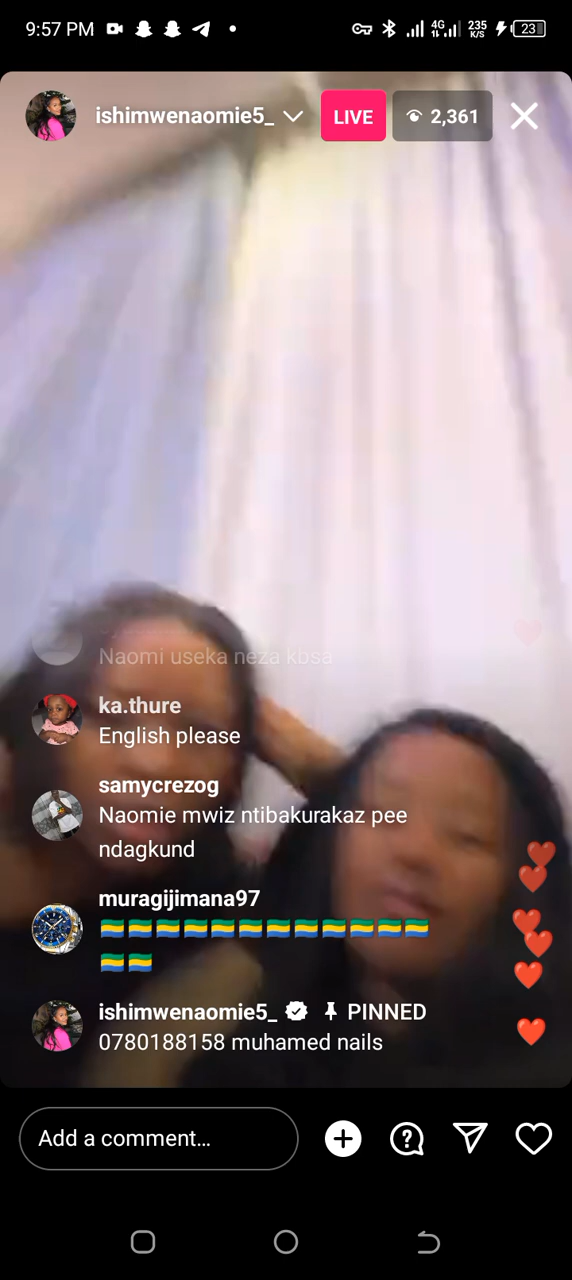 9:57 PM 4G 235 K/S 23
ishimwenaomie5_ LIVE 2,361
Naomi useka neza kbsa
ka.thure
English please
samycrezog
Naomie mwiz ntibakurakaz pee
ndagkund
muragijimana97
🇬🇦🇬🇦🇬🇦🇬🇦🇬🇦🇬🇦🇬🇦🇬🇦🇬🇦🇬🇦🇬🇦🇬🇦
🇬🇦🇬🇦
ishimwenaomie5_ PINNED
0780188158 muhamed nails
Add a comment...